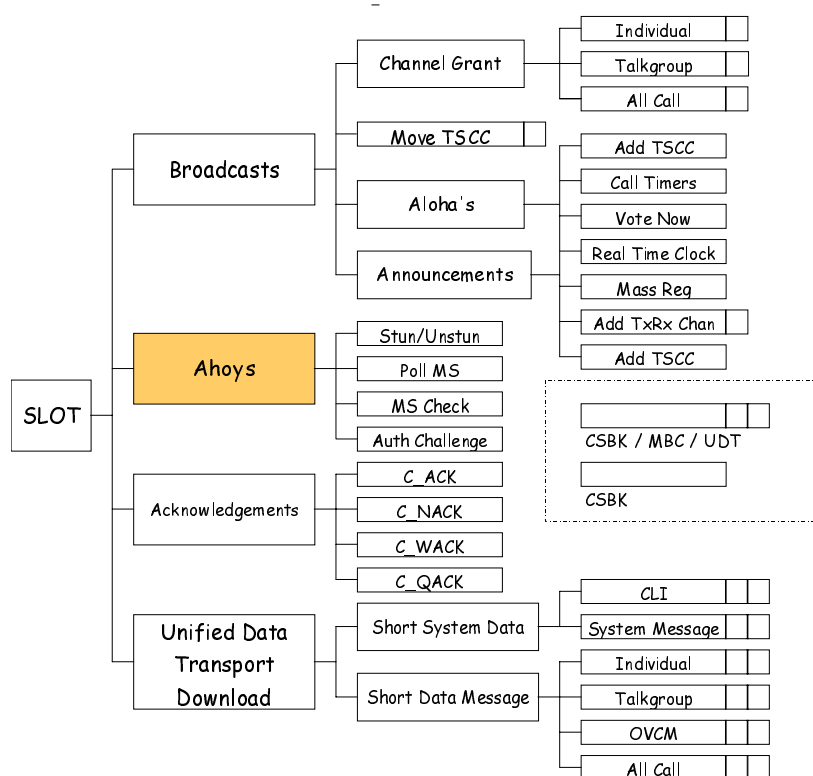 SLOT
Broadcasts
Channel Grant
Individual
Talkgroup
All Call
Move TSCC
Aloha's
Announcements
Add TSCC
Call Timers
Vote Now
Real Time Clock
Mass Reg
Add TxRx Chan
Add TSCC
Ahoys
Stun/Unstun
Poll MS
MS Check
Auth Challenge
CSBK / MBC / UDT
CSBK
Acknowledgements
C_ACK
C_NACK
C_WACK
C_QACK
Unified Data
Transport
Download
Short System Data
CLI
System Message
Short Data Message
Individual
Talkgroup
OVCM
All Call